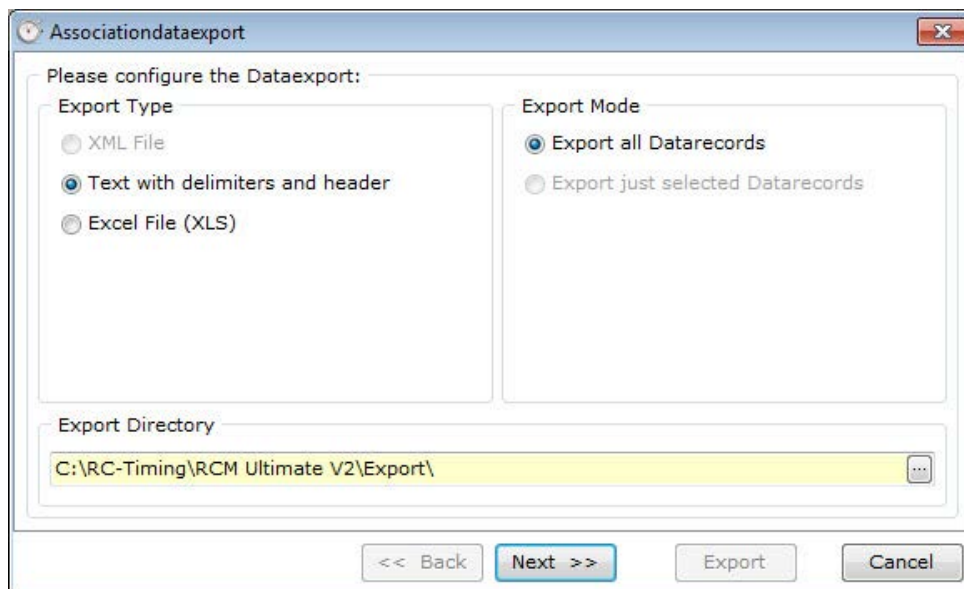 Associationdataexport
Please configure the Dataexport:
Export Type
XML File
Text with delimiters and header
Excel File (XLS)
Export Mode
Export all Datarecords
Export just selected Datarecords
Export Directory
C:\RC-Timing\RCM Ultimate V2\Export\
...
<< Back
Next >>
Export
Cancel